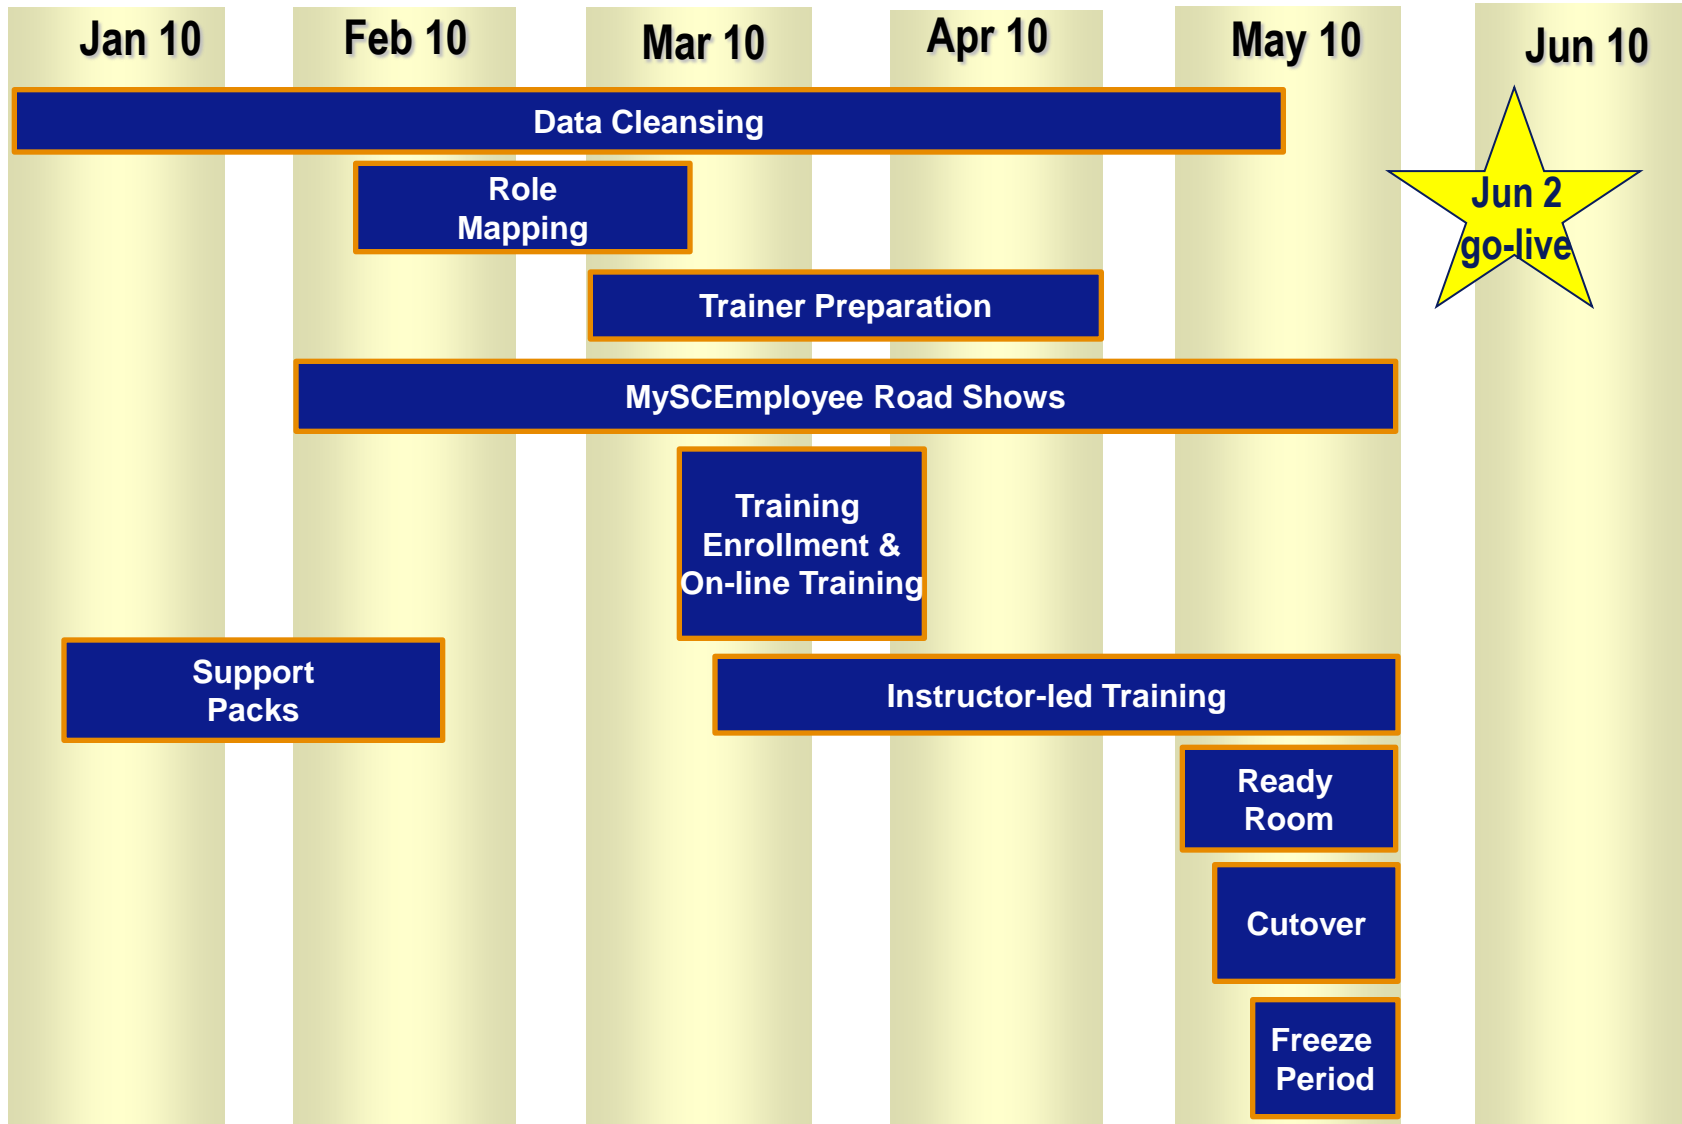 Jan 10
Feb 10
Mar 10
Apr 10
May 10
Jun 10
Data Cleansing
Role
Mapping
Jun 2
go-live
Trainer Preparation
MySCEmployee Road Shows
Training
Enrollment &
On-line Training
Support
Packs
Instructor-led Training
Ready
Room
Cutover
Freeze
Period